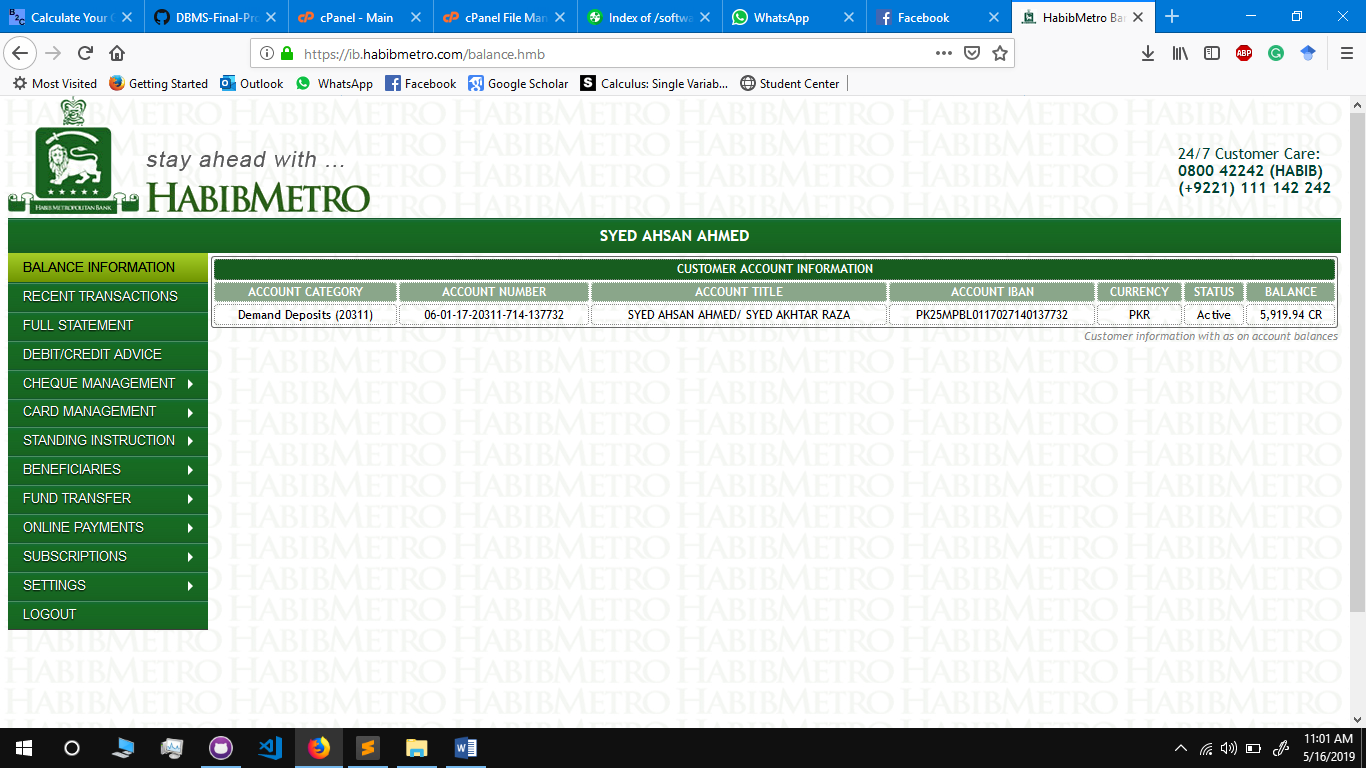 Calculate Your G DBMS-Final-Pro cPanel - Main cPanel File Man Index of /softwa WhatsApp Facebook HabibMetro Ban
https://ib.habibmetro.com/balance.hmb
Most Visited Getting Started Outlook WhatsApp Facebook Google Scholar Calculus: Single Variab... Student Center
stay ahead with ...
HABIBMETRO
HABIB METROPOLITAN BANK
24/7 Customer Care:
0800 42242 (HABIB)
(+9221) 111 142 242
SYED AHSAN AHMED
BALANCE INFORMATION
RECENT TRANSACTIONS
FULL STATEMENT
DEBIT/CREDIT ADVICE
CHEQUE MANAGEMENT
CARD MANAGEMENT
STANDING INSTRUCTION
BENEFICIARIES
FUND TRANSFER
ONLINE PAYMENTS
SUBSCRIPTIONS
SETTINGS
LOGOUT
CUSTOMER ACCOUNT INFORMATION
ACCOUNT CATEGORY ACCOUNT NUMBER ACCOUNT TITLE ACCOUNT IBAN CURRENCY STATUS BALANCE
Demand Deposits (20311) 06-01-17-20311-714-137732 SYED AHSAN AHMED/ SYED AKHTAR RAZA PK25MPBL0117027140137732 PKR Active 5,919.94 CR
Customer information with as on account balances
11:01 AM
5/16/2019